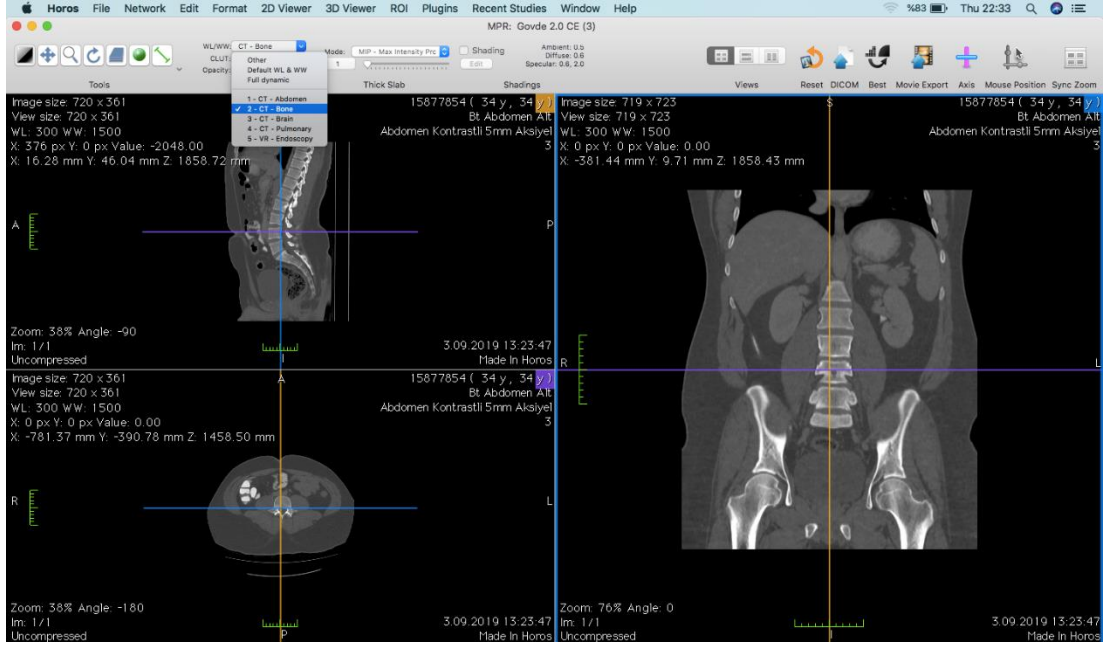 Horos File Network Edit Format 2D Viewer 3D Viewer ROI Plugins Recent Studies Window Help %83 Thu 22:33
MPR: Govde 2.0 CE (3)
WL/WW: CT - Bone
CLUT:
Opacity:
Other
Default WL & WW
Full dynamic
1 - CT - Abdomen
✓ 2 - CT - Bone
3 - CT - Brain
4 - CT - Pulmonary
5 - VR - Endoscopy
Mode: MIP - Max Intensity Prc
1
Shading
Edit
Ambient: 0.5
Diffuse: 0.6
Specular: 0.6, 2.0
Tools Thick Slab Shadings Views Reset DICOM Best Movie Export Axis Mouse Position Sync Zoom
Image size: 720 x 361
View size: 720 x 361
WL: 300 WW: 1500
X: 376 px Y: 0 px Value: -2048.00
X: 16.28 mm Y: 46.04 mm Z: 1858.72 mm
15877854 ( 34 y, 34 y )
Bt Abdomen Alt
Abdomen Kontrastli 5mm Aksiyel
3
A
P
Zoom: 38% Angle: -90
Im: 1/1
Uncompressed
I
3.09.2019 13:23:47
Made In Horos
Image size: 720 x 361
View size: 720 x 361
WL: 300 WW: 1500
X: 0 px Y: 0 px Value: 0.00
X: -781.37 mm Y: -390.78 mm Z: 1458.50 mm
A
15877854 ( 34 y, 34 y )
Bt Abdomen Alt
Abdomen Kontrastli 5mm Aksiyel
3
R
L
Zoom: 38% Angle: -180
Im: 1/1
Uncompressed
P
3.09.2019 13:23:47
Made In Horos
Image size: 719 x 723
View size: 719 x 723
WL: 300 WW: 1500
X: 0 px Y: 0 px Value: 0.00
X: -381.44 mm Y: 9.71 mm Z: 1858.43 mm
S
15877854 ( 34 y, 34 y )
Bt Abdomen Alt
Abdomen Kontrastli 5mm Aksiyel
3
R
L
Zoom: 76% Angle: 0
Im: 1/1
Uncompressed
I
3.09.2019 13:23:47
Made In Horos